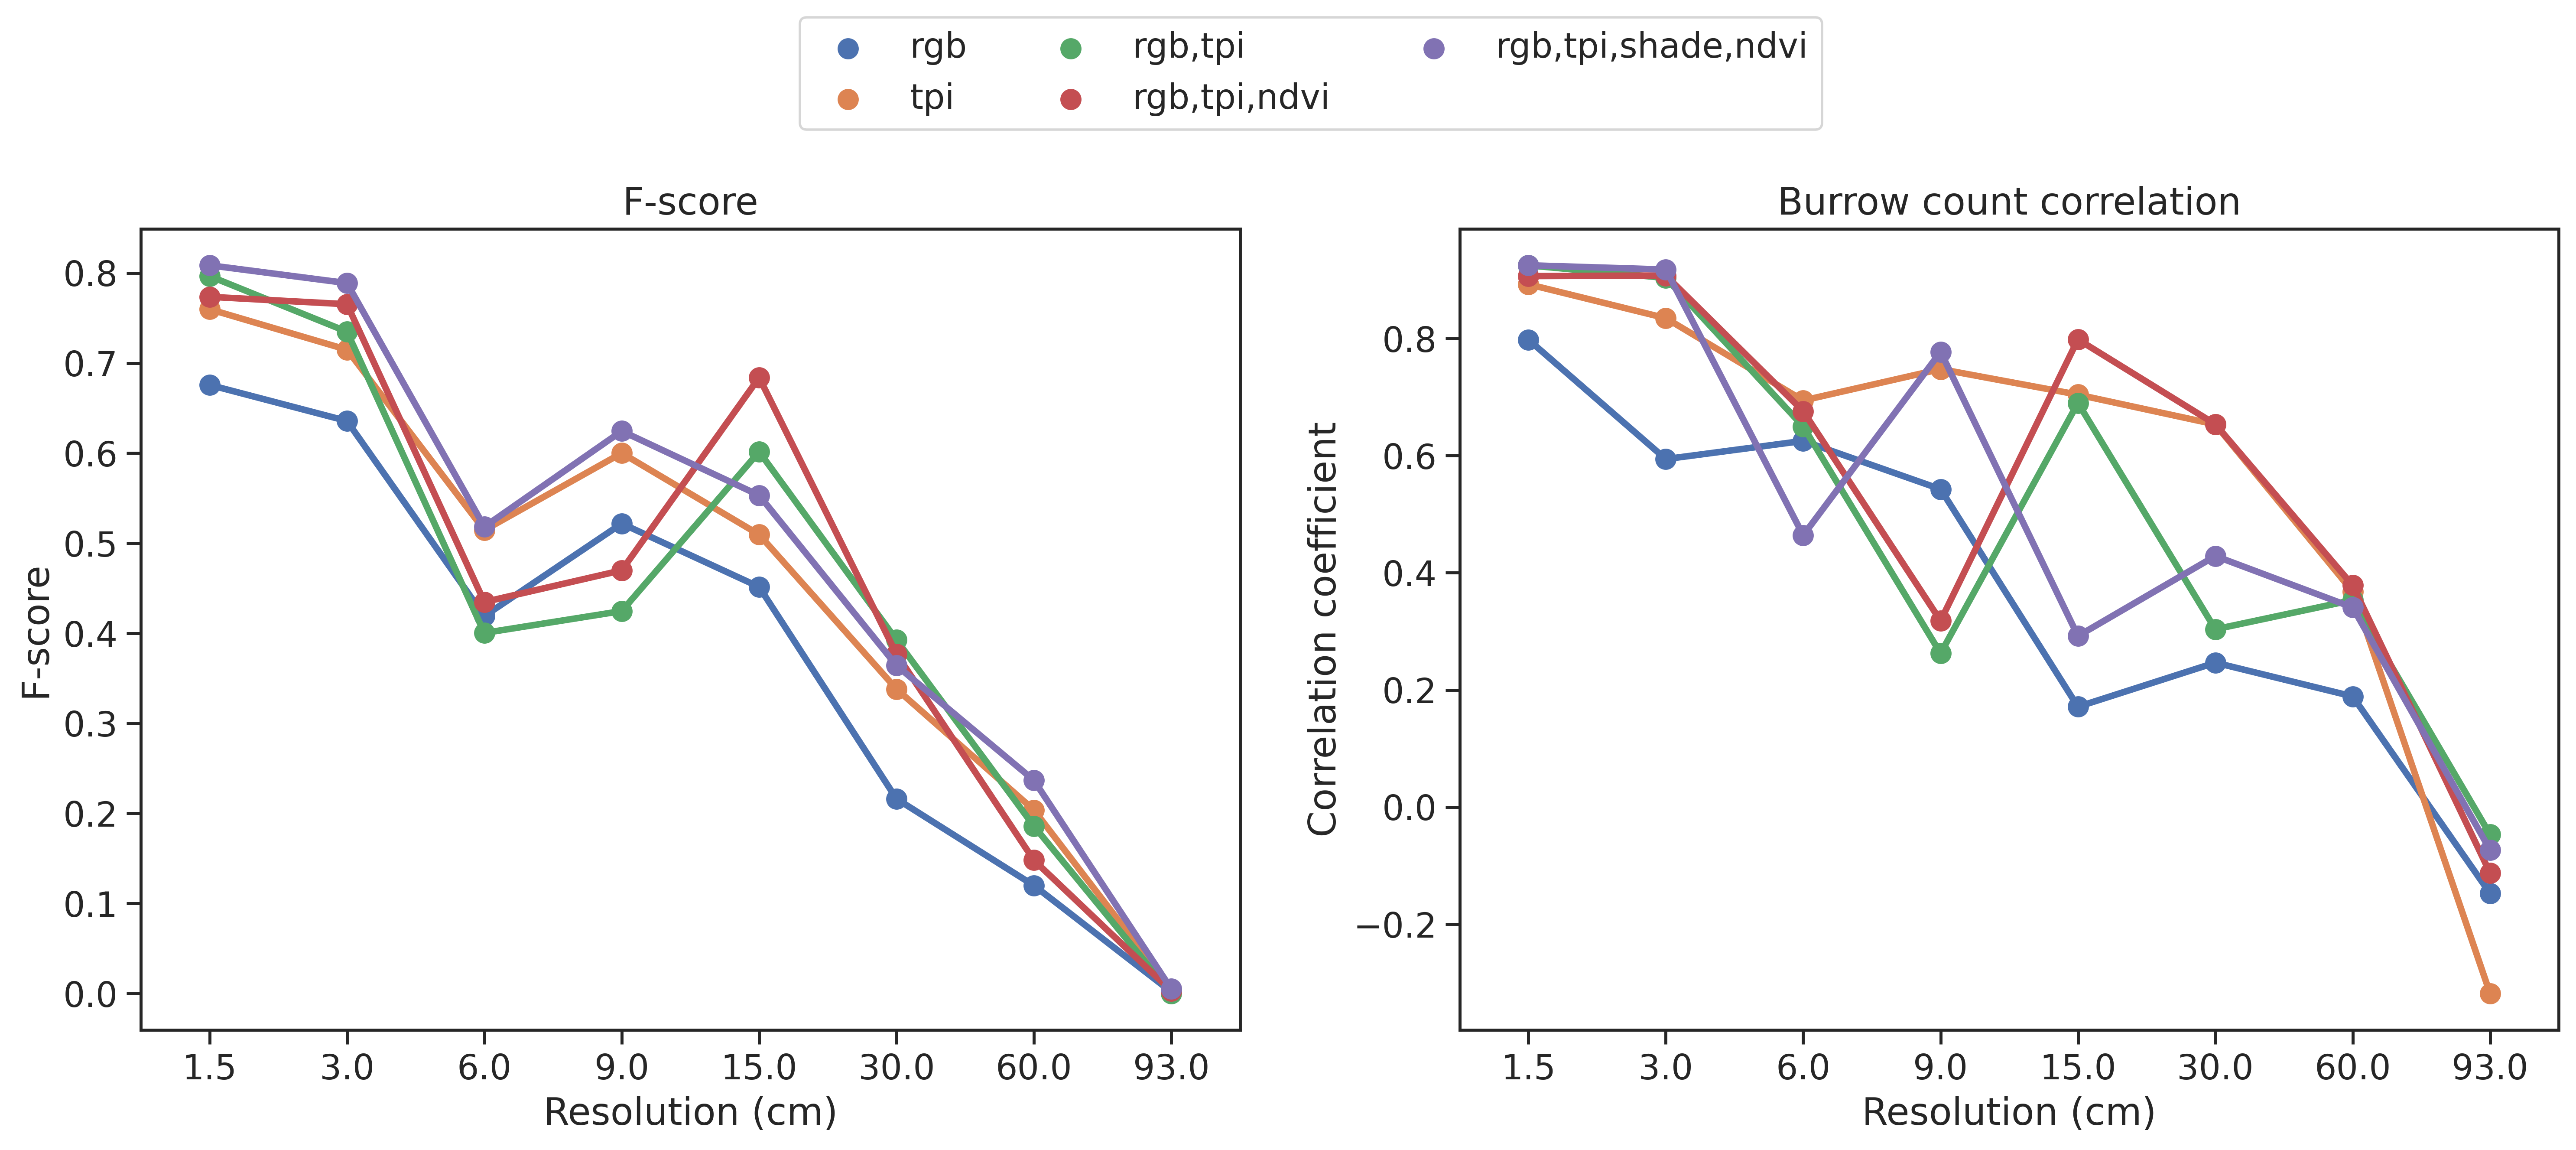 rgb
tpi
rgb,tpi
rgb,tpi,ndvi
rgb,tpi,shade,ndvi
F-score
F-score
0.8
0.7
0.6
0.5
0.4
0.3
0.2
0.1
0.0
1.5 3.0 6.0 9.0 15.0 30.0 60.0 93.0
Resolution (cm)
Burrow count correlation
Correlation coefficient
0.8
0.6
0.4
0.2
0.0
−0.2
1.5 3.0 6.0 9.0 15.0 30.0 60.0 93.0
Resolution (cm)